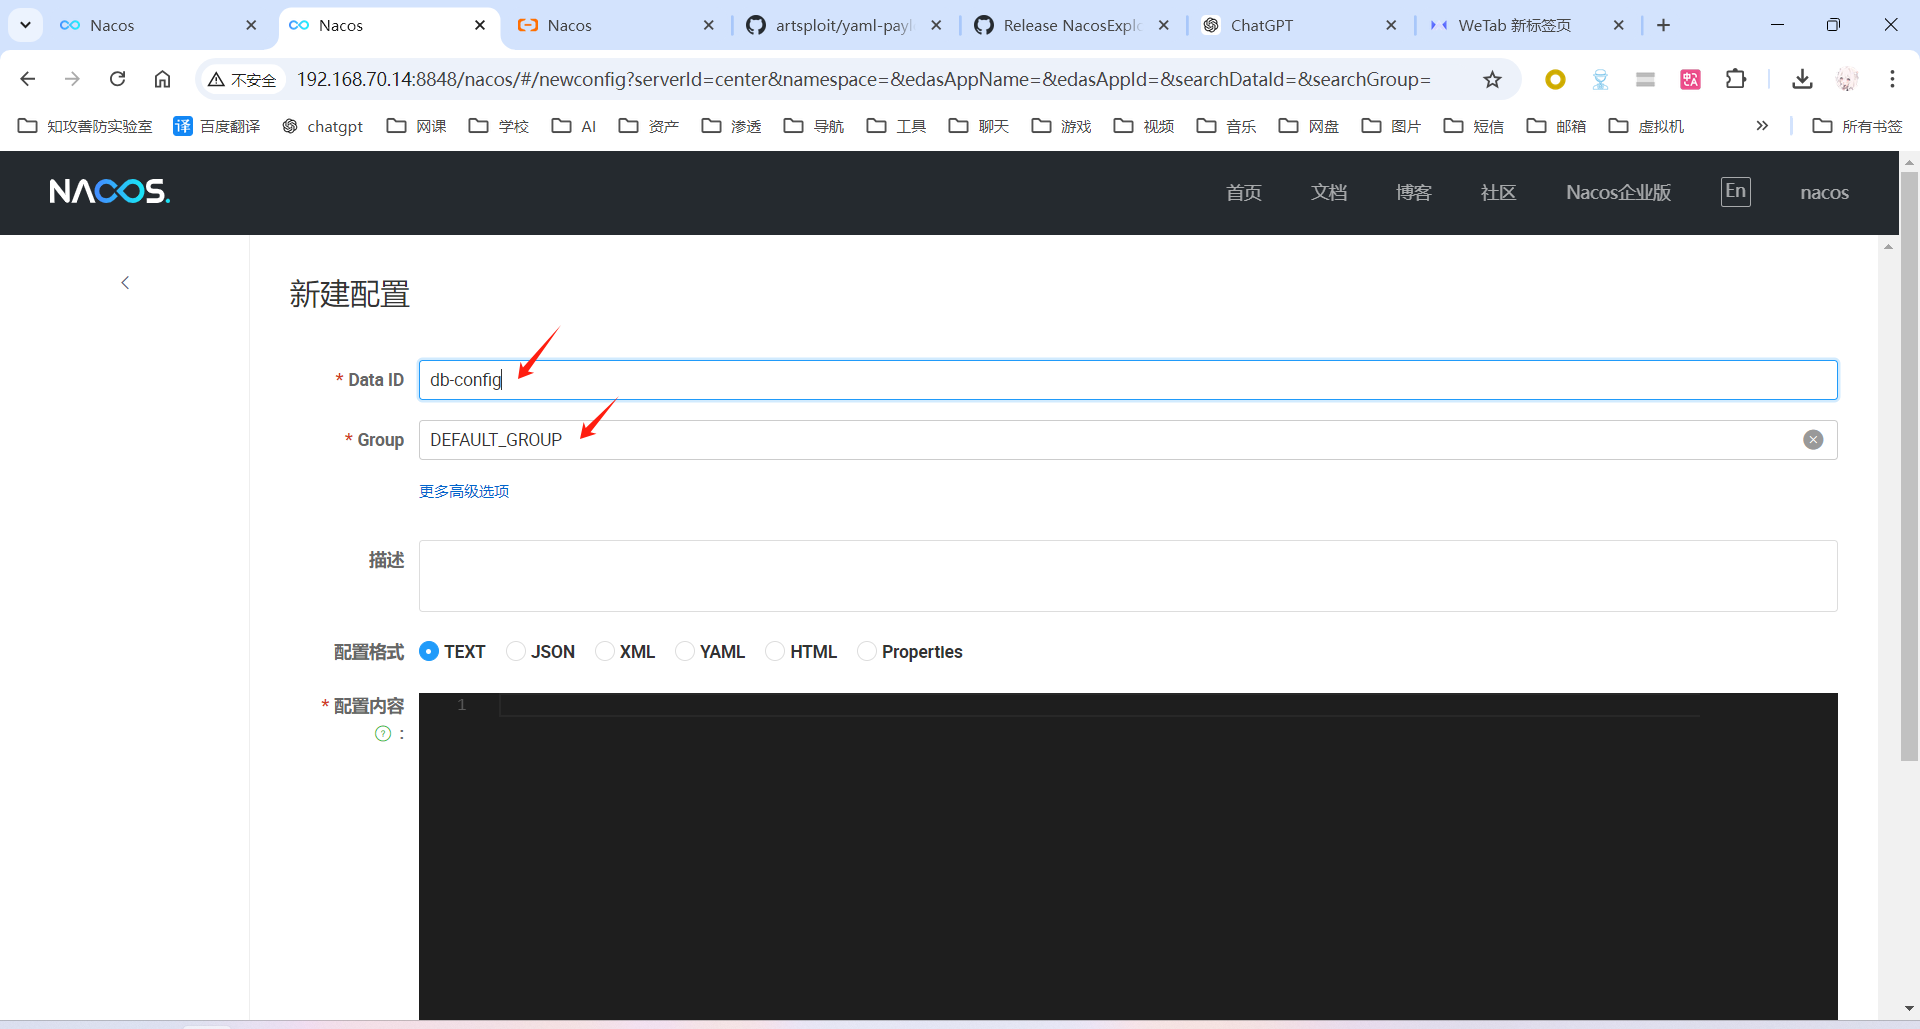 Nacos
Nacos
Nacos
artsploit/yaml-payl
Release NacosExplo
ChatGPT
WeTab 新标签页
不安全
192.168.70.14:8848/nacos/#/newconfig?serverId=center&namespace=&edasAppName=&edasAppId=&searchDataId=&searchGroup=
知攻善防实验室
译 百度翻译
chatgpt
网课
学校
AI
资产
渗透
导航
工具
聊天
游戏
视频
音乐
网盘
图片
短信
邮箱
虚拟机
»
所有书签
NACOS.
首页
文档
博客
社区
Nacos企业版
En
nacos
新建配置
* Data ID
db-config
* Group
DEFAULT_GROUP
更多高级选项
描述
配置格式
TEXT
JSON
XML
YAML
HTML
Properties
* 配置内容
? :
1